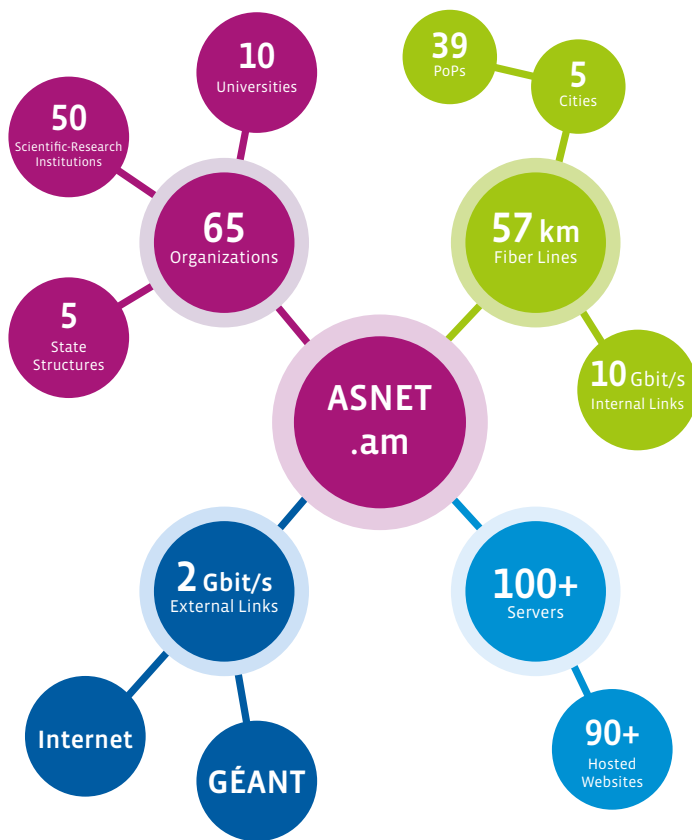 10
Universities
50
Scientific-Research
Institutions
65
Organizations
5
State
Structures
39
PoPs
5
Cities
57 km
Fiber Lines
10 Gbit/s
Internal Links
ASNET
.am
2 Gbit/s
External Links
Internet
GÉANT
100+
Servers
90+
Hosted
Websites